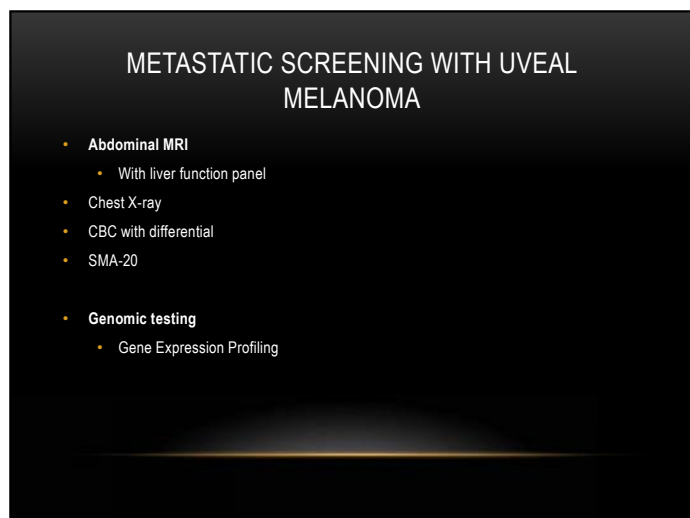 METASTATIC SCREENING WITH UVEAL
MELANOMA
• Abdominal MRI
• With liver function panel
• Chest X-ray
• CBC with differential
• SMA-20
• Genomic testing
• Gene Expression Profiling